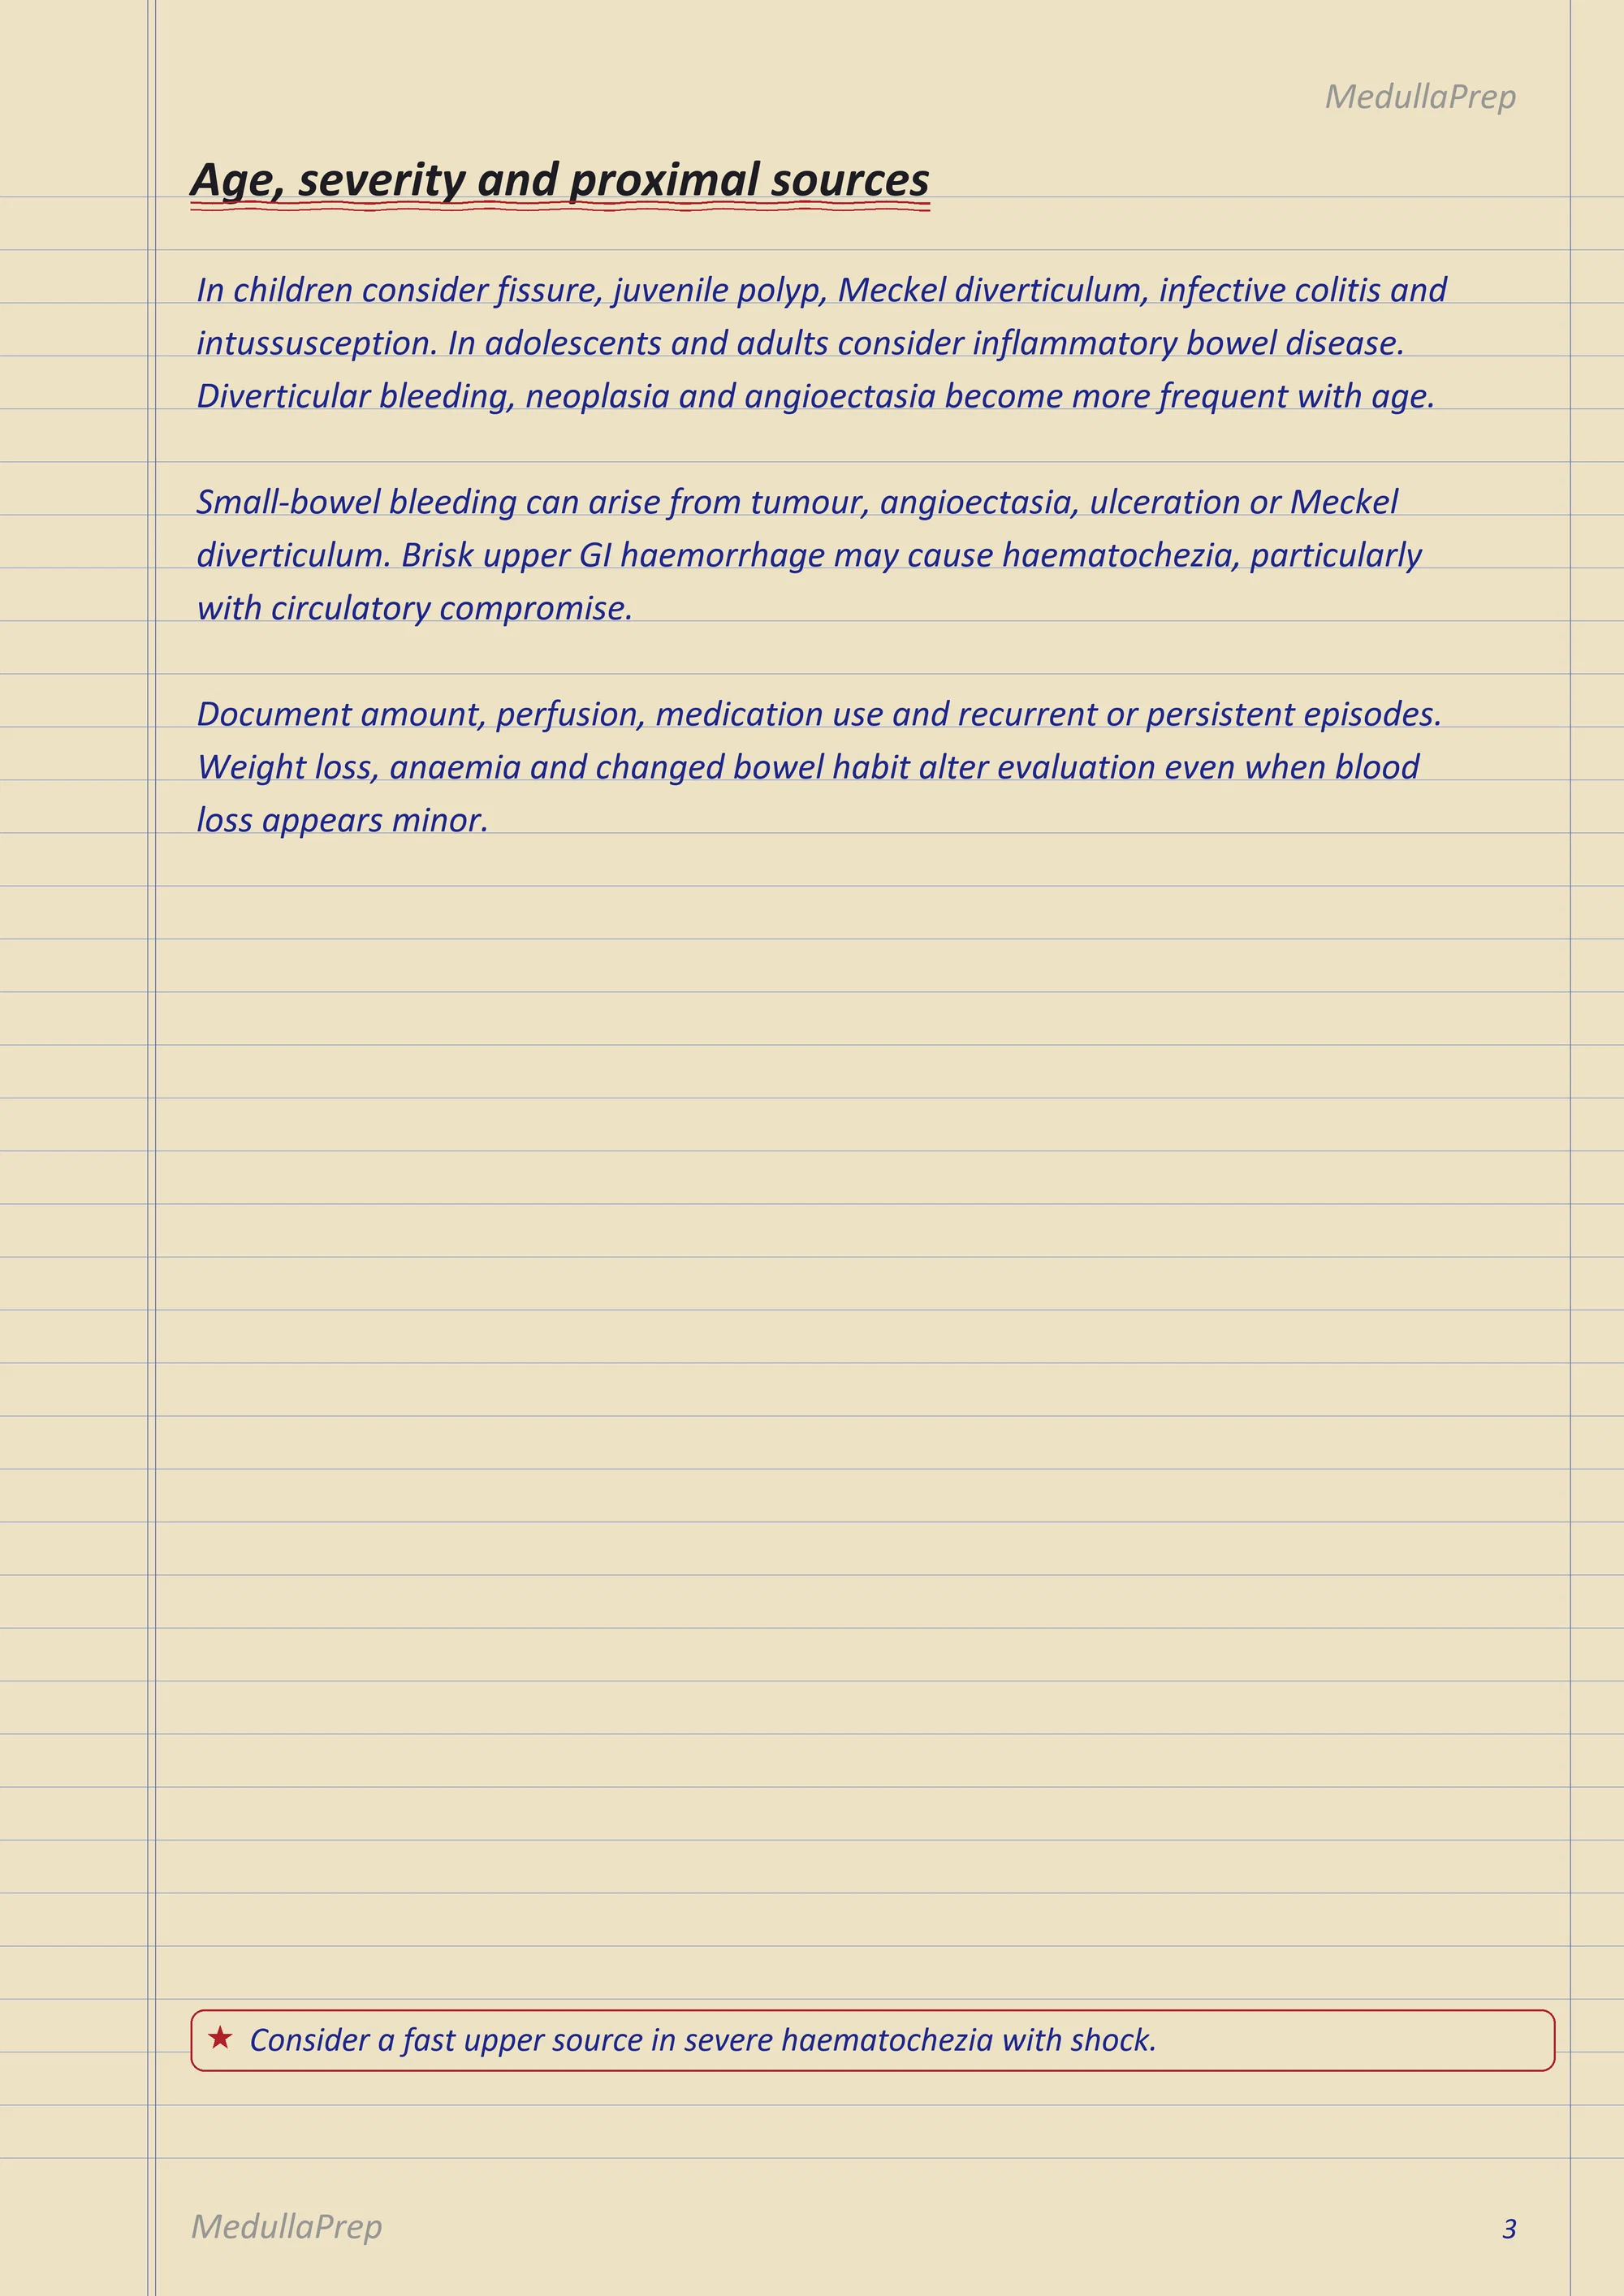 MedullaPrep
Age, severity and proximal sources
In children consider fissure, juvenile polyp, Meckel diverticulum, infective colitis and
intussusception. In adolescents and adults consider inflammatory bowel disease.
Diverticular bleeding, neoplasia and angioectasia become more frequent with age.
Small-bowel bleeding can arise from tumour, angioectasia, ulceration or Meckel
diverticulum. Brisk upper GI haemorrhage may cause haematochezia, particularly
with circulatory compromise.
Document amount, perfusion, medication use and recurrent or persistent episodes.
Weight loss, anaemia and changed bowel habit alter evaluation even when blood
loss appears minor.
★ Consider a fast upper source in severe haematochezia with shock.
MedullaPrep
3